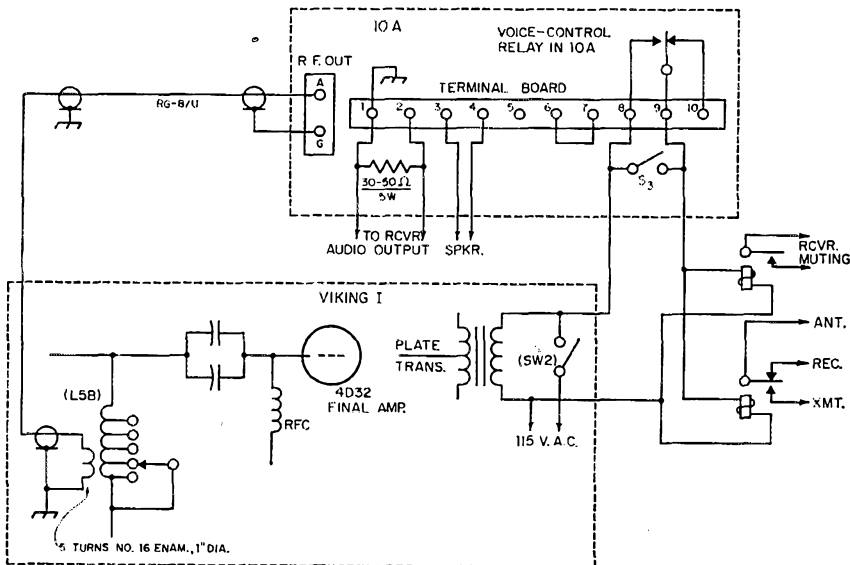 10A
VOICE-CONTROL
RELAY IN 10A
R F. OUT
A
G
RG-8/U
TERMINAL BOARD
1 2 3 4 5 6 7 8 9 10
30-50Ω
5W
S3
TO RCVR.
AUDIO OUTPUT
SPKR.
RCVR.
MUTING
ANT.
REC.
XMT.
VIKING I
PLATE
TRANS.
(SW2)
(L5B)
4D32
FINAL AMP.
RFC
115 V. A.C.
5 TURNS NO. 16 ENAM., 1" DIA.